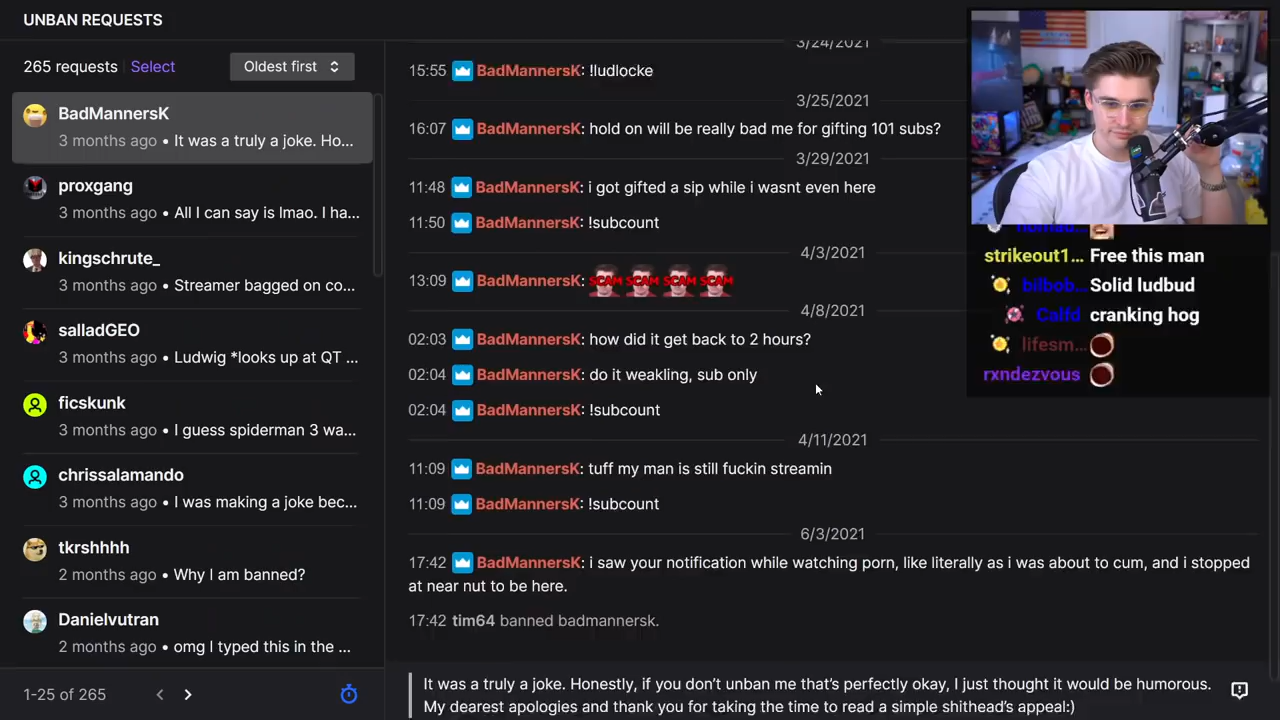 UNBAN REQUESTS
265 requests Select Oldest first
BadMannersK
3 months ago • It was a truly a joke. Ho...
proxgang
3 months ago • All I can say is lmao. I ha...
kingschrute_
3 months ago • Streamer bagged on co...
salladGEO
3 months ago • Ludwig *looks up at QT ...
ficskunk
3 months ago • I guess spiderman 3 wa...
chrissalamando
3 months ago • I was making a joke bec...
tkrshhhh
2 months ago • Why I am banned?
Danielvutran
2 months ago • omg I typed this in the ...
1-25 of 265
3/24/2021
15:55 BadMannersK: !ludlocke
3/25/2021
16:07 BadMannersK: hold on will be really bad me for gifting 101 subs?
3/29/2021
11:48 BadMannersK: i got gifted a sip while i wasnt even here
11:50 BadMannersK: !subcount
4/3/2021
13:09 BadMannersK: SCAM SCAM SCAM SCAM
4/8/2021
02:03 BadMannersK: how did it get back to 2 hours?
02:04 BadMannersK: do it weakling, sub only
02:04 BadMannersK: !subcount
4/11/2021
11:09 BadMannersK: tuff my man is still fuckin streamin
11:09 BadMannersK: !subcount
6/3/2021
17:42 BadMannersK: i saw your notification while watching porn, like literally as i was about to cum, and i stopped
at near nut to be here.
17:42 tim64 banned badmannersk.
It was a truly a joke. Honestly, if you don't unban me that's perfectly okay, I just thought it would be humorous.
My dearest apologies and thank you for taking the time to read a simple shithead's appeal:)
nomad...
strikeout1... Free this man
bilbob... Solid ludbud
Calfd cranking hog
lifesm...
rxndezvous